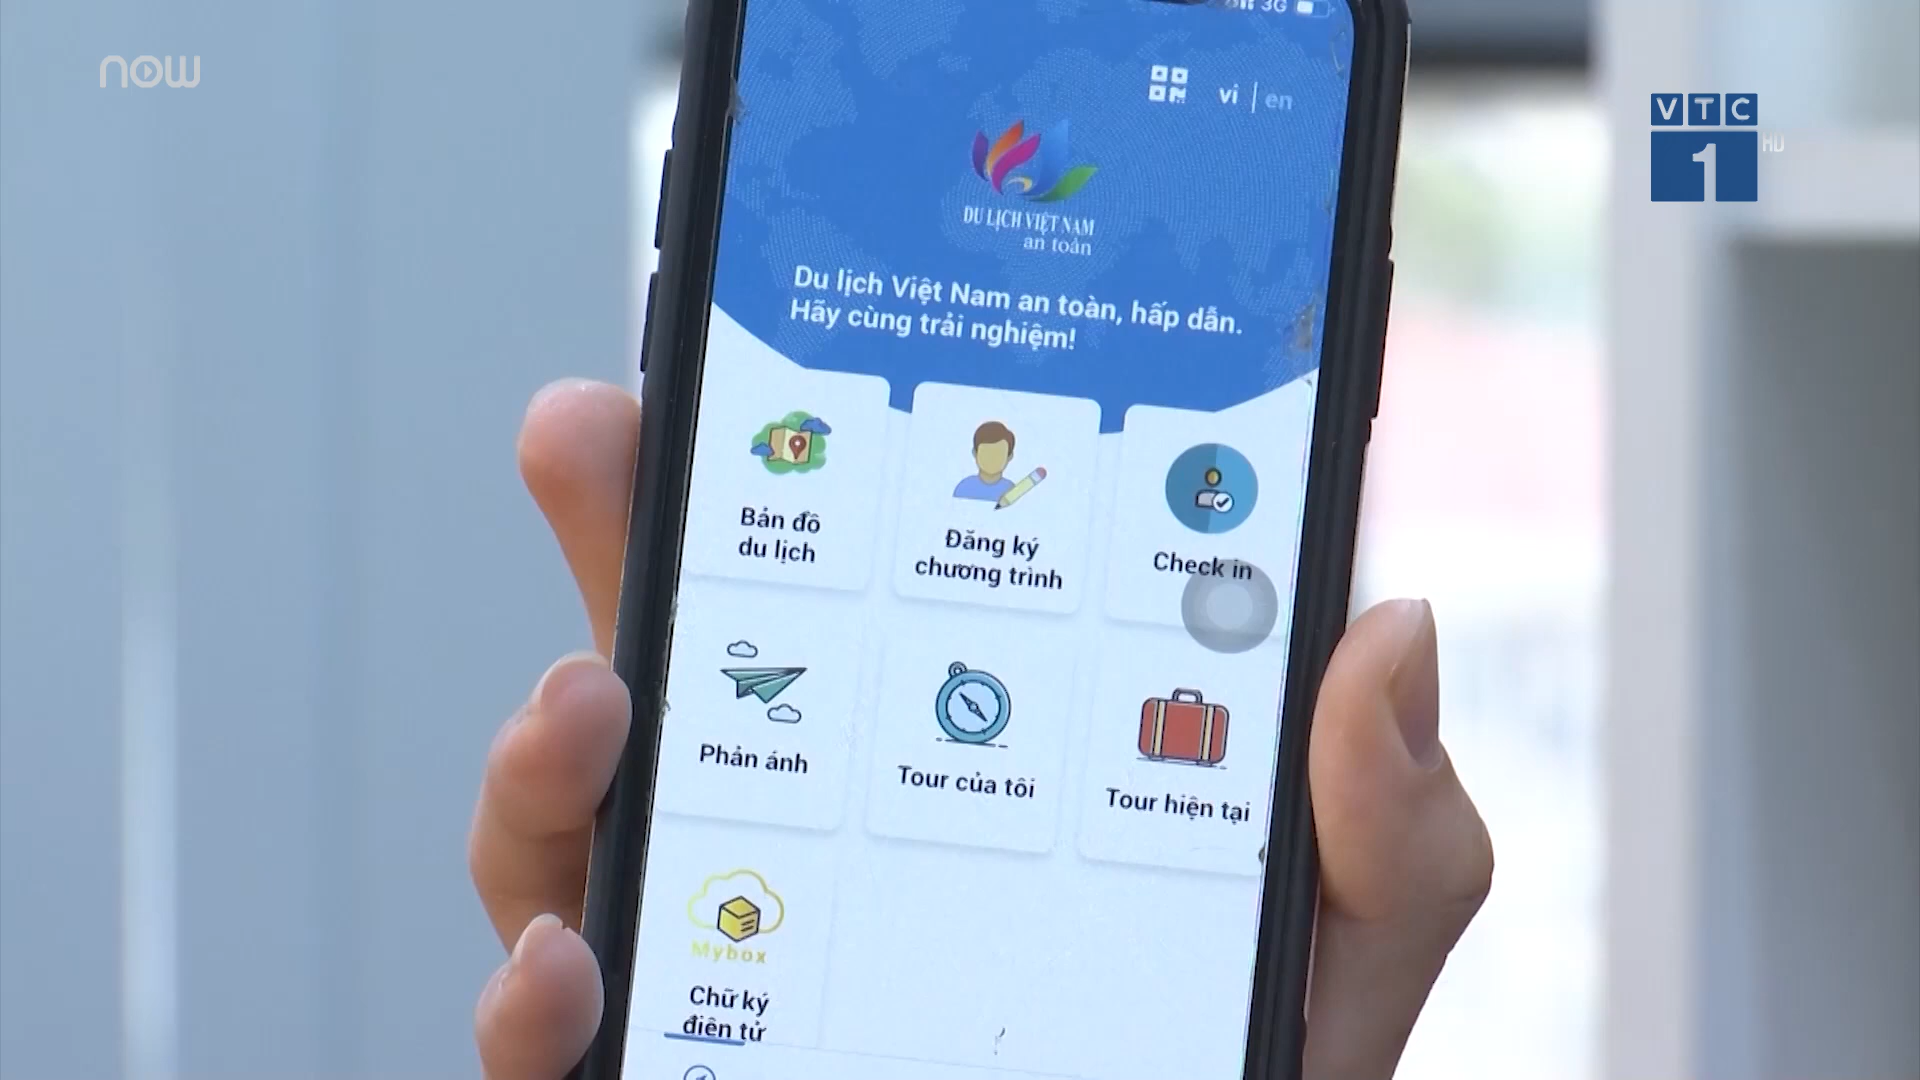 now
VTC
1
HD
3G
vi | en
DU LỊCH VIỆT NAM
an toàn
Du lịch Việt Nam an toàn, hấp dẫn.
Hãy cùng trải nghiệm!
Bản đồ
du lịch
Đăng ký
chương trình
Check in
Phản ánh
Tour của tôi
Tour hiện tại
Mybox
Chữ ký
điện tử